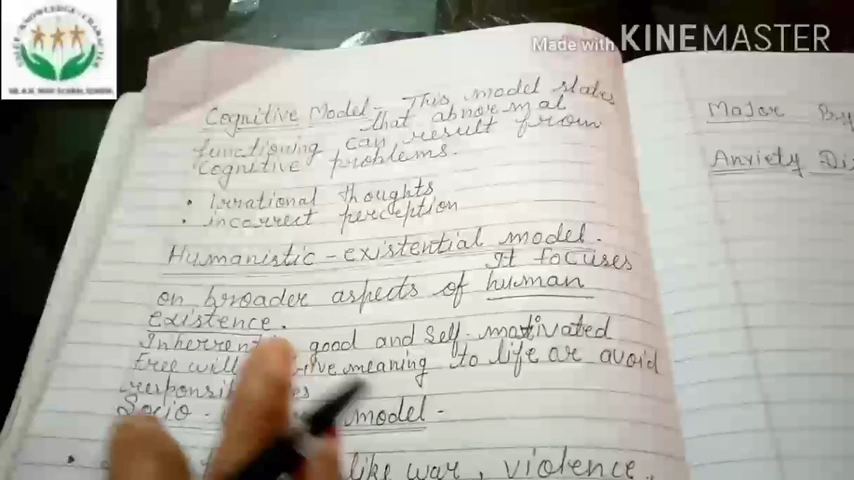 Made with KINEMASTER
Cognitive Model - This model states
that abnormal
functioning can result from
cognitive problems.
• Irrational thoughts
• incorrect perception
Humanistic - existential model.
It focuses
on broader aspects of human
existence.
good and self-motivated
Free will meaning to life or avoid
Socio - model -
like war, violence,
Major
Anxiety